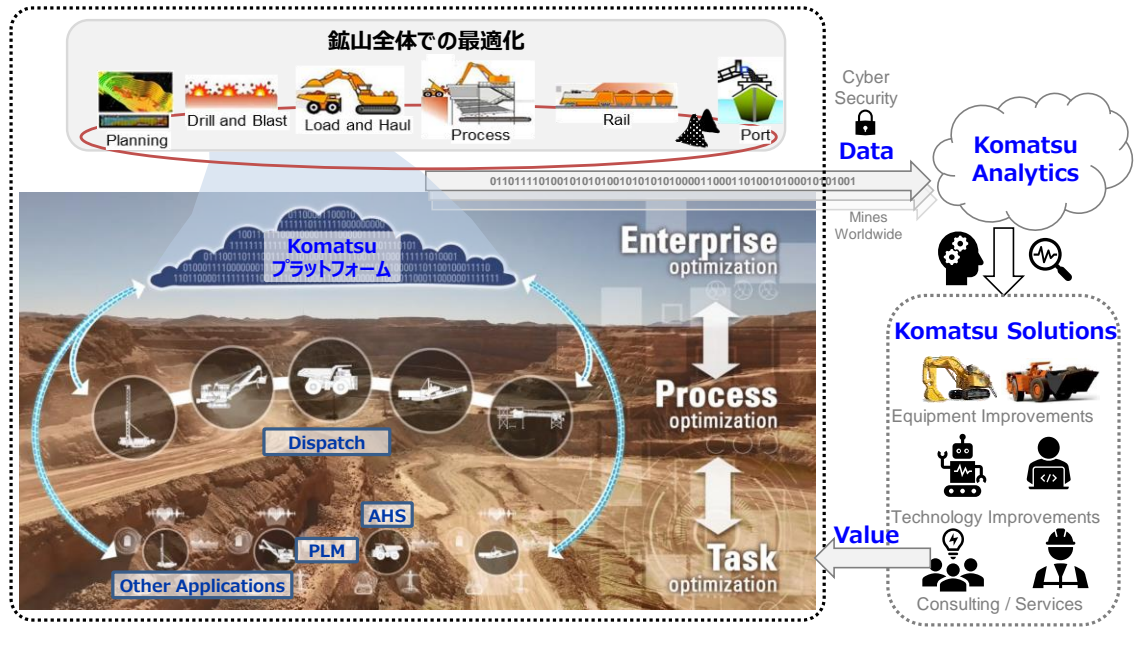 鉱山全体での最適化
Planning
Drill and Blast
Load and Haul
Process
Rail
Port
Cyber
Security
Data
Komatsu
Analytics
Mines
Worldwide
Komatsu
プラットフォーム
Enterprise
optimization
Process
optimization
Task
optimization
Dispatch
AHS
PLM
Other Applications
Komatsu Solutions
Equipment Improvements
Technology Improvements
Value
Consulting / Services